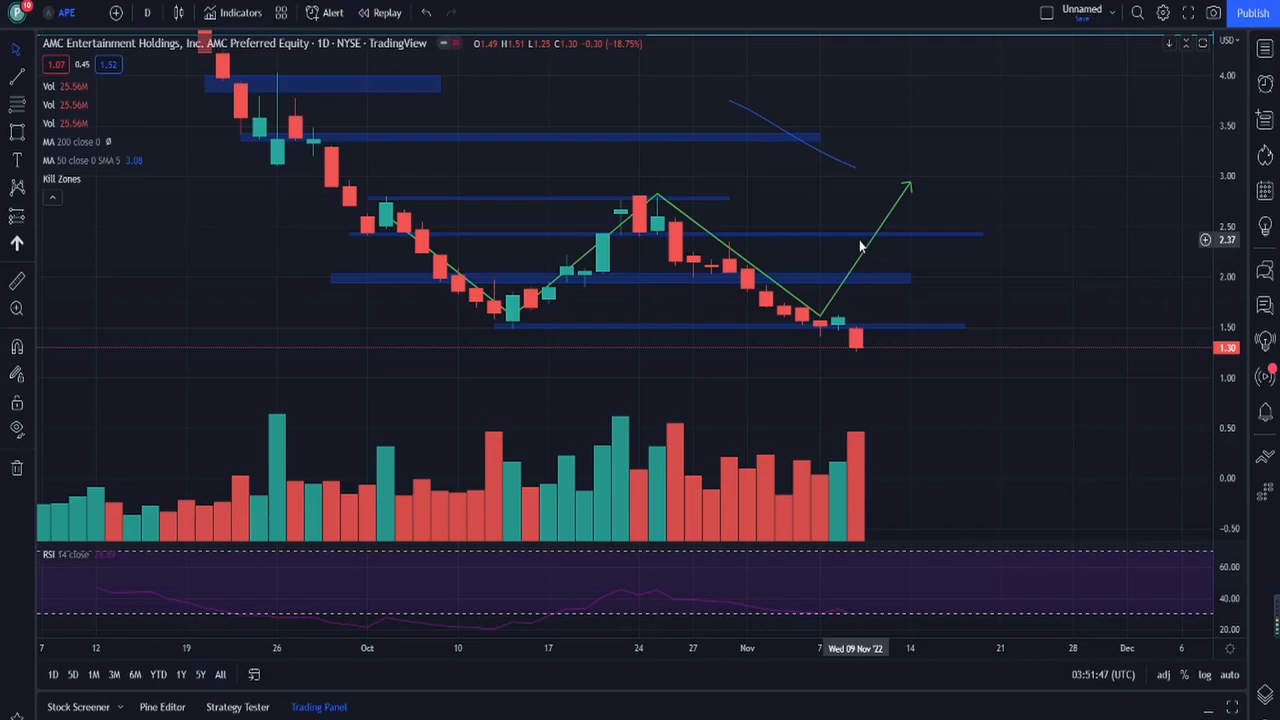 P 10 A APE D Indicators Alert Replay Unnamed Save Publish
AMC Entertainment Holdings, Inc. AMC Preferred Equity · 1D · NYSE · TradingView O1.49 H1.51 L1.25 C1.30 -0.30 (-18.75%) USD
1.07 0.45 1.52
4.00
Vol 25.56M
Vol 25.56M
Vol 25.56M
3.50
MA 200 close 0 Ø
MA 50 close 0 SMA 5 3.08
Kill Zones
3.00
2.50
2.37
2.00
1.50
1.30
1.00
0.50
0.00
-0.50
RSI 14 close
60.00
40.00
20.00
7 12 19 26 Oct 10 17 24 27 Nov 7 Wed 09 Nov '22 14 21 28 Dec 6
1D 5D 1M 3M 6M YTD 1Y 5Y All 03:51:47 (UTC) adj % log auto
Stock Screener Pine Editor Strategy Tester Trading Panel